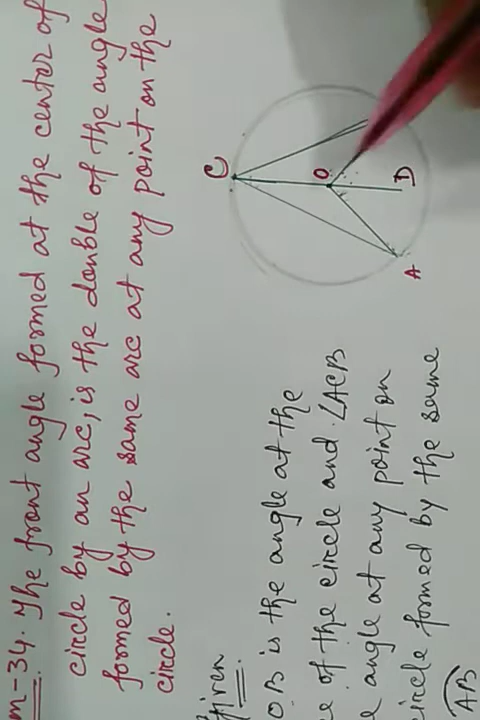 m-34. The front angle formed at the center of
circle by an arc, is the double of the angle
formed by the same arc at any point on the
circle.
Given
OB is the angle at the
e of the circle and ∠ACB
angle at any point on
circle formed by the same
AB
C
O
D
A